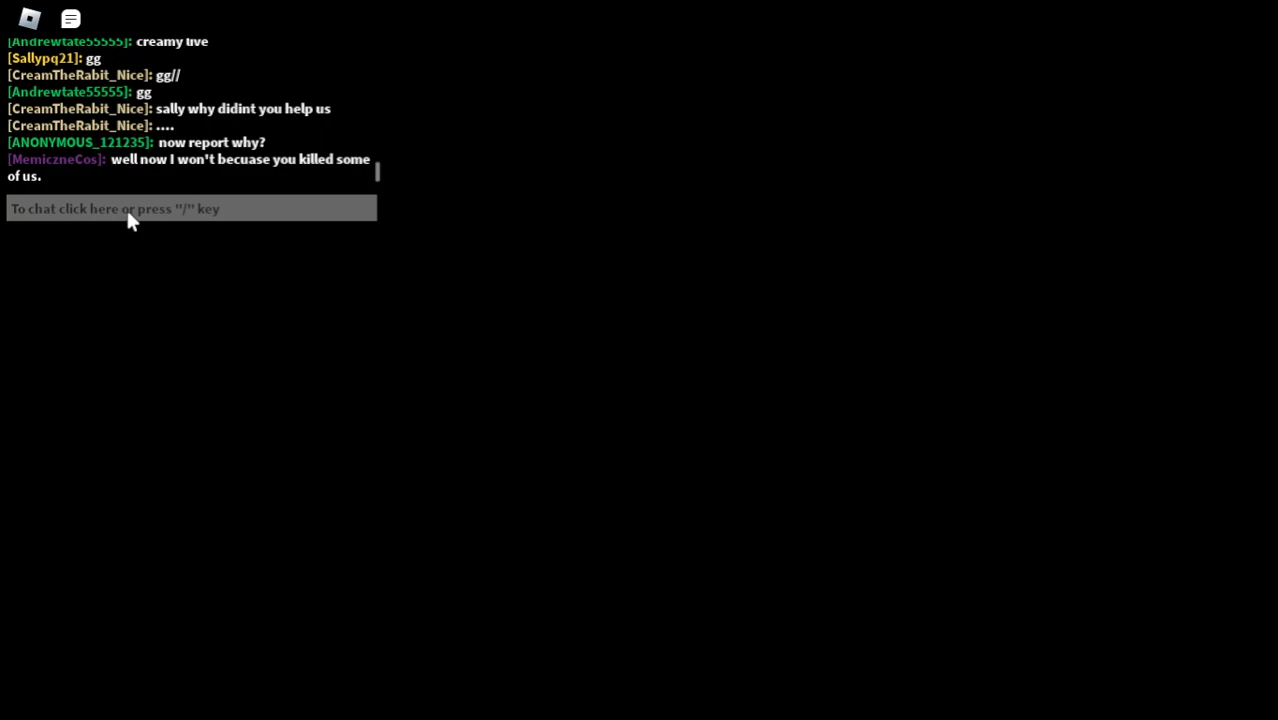 [Andrewtate55555]: creamy live
[Sallypq21]: gg
[CreamTheRabit_Nice]: gg//
[Andrewtate55555]: gg
[CreamTheRabit_Nice]: sally why didint you help us
[CreamTheRabit_Nice]: ....
[ANONYMOUS_121235]: now report why?
[MemiczneCos]: well now I won't becuase you killed some
of us.
To chat click here or press "/" key